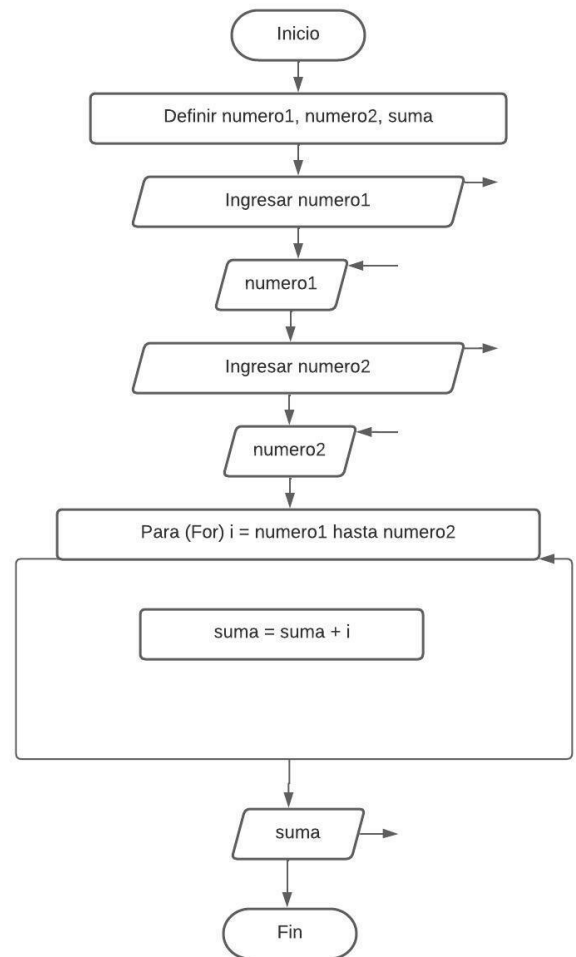 Inicio
Definir numero1, numero2, suma
Ingresar numero1
numero1
Ingresar numero2
numero2
Para (For) i = numero1 hasta numero2
suma = suma + i
suma
Fin